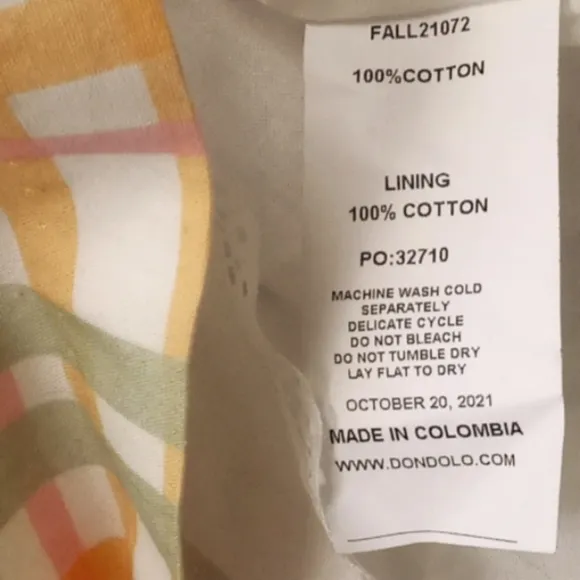 FALL21072
100%COTTON
LINING
100% COTTON
PO:32710
MACHINE WASH COLD
SEPARATELY
DELICATE CYCLE
DO NOT BLEACH
DO NOT TUMBLE DRY
LAY FLAT TO DRY
OCTOBER 20, 2021
MADE IN COLOMBIA
WWW.DONDOLO.COM